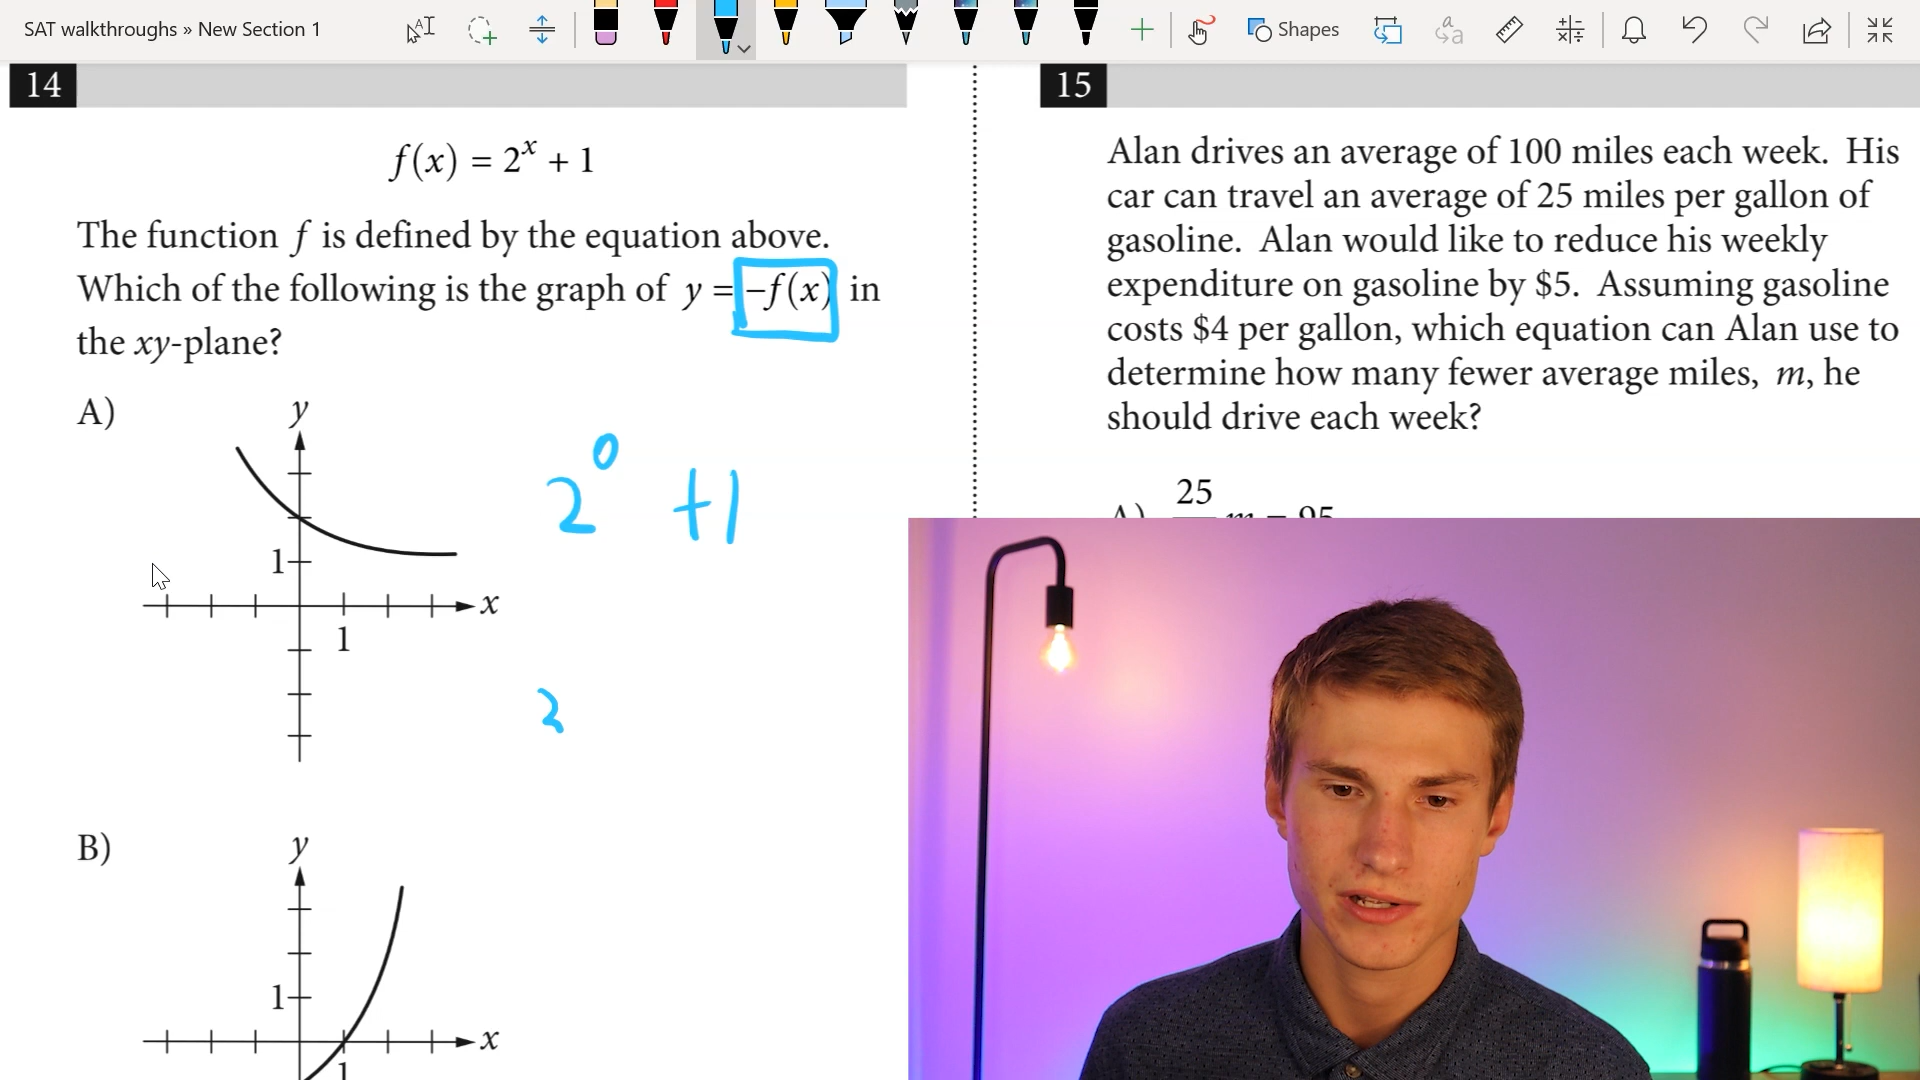 SAT walkthroughs » New Section 1
Shapes
14
f(x) = 2^x + 1
The function f is defined by the equation above.
Which of the following is the graph of y = −f(x) in
the xy-plane?
A)
y
1
x
1
2^0 +1
2
B)
y
1
x
1
15
Alan drives an average of 100 miles each week. His
car can travel an average of 25 miles per gallon of
gasoline. Alan would like to reduce his weekly
expenditure on gasoline by $5. Assuming gasoline
costs $4 per gallon, which equation can Alan use to
determine how many fewer average miles, m, he
should drive each week?
25
A) m = 95